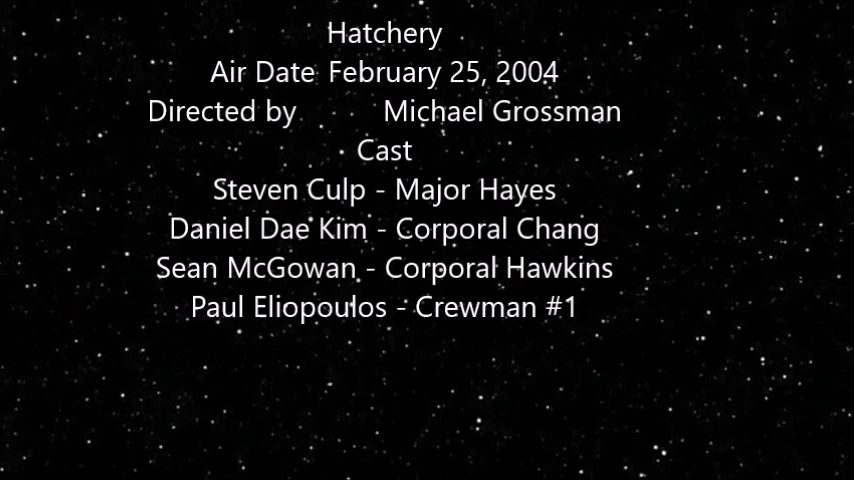 Hatchery
Air Date February 25, 2004
Directed by Michael Grossman
Cast
Steven Culp - Major Hayes
Daniel Dae Kim - Corporal Chang
Sean McGowan - Corporal Hawkins
Paul Eliopoulos - Crewman #1